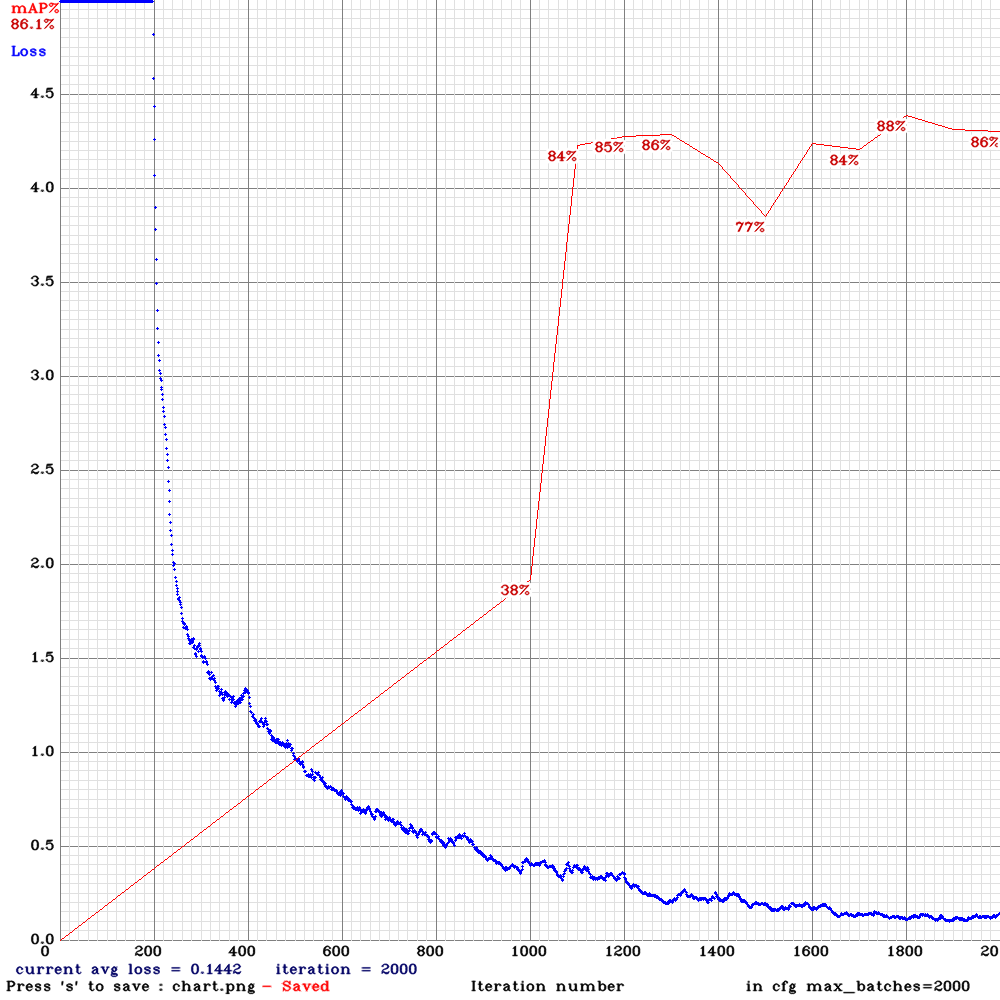 mAP%
86.1%
Loss
4.5
88%
84% 85% 86% 84% 86%
4.0
77%
3.5
3.0
2.5
2.0
38%
1.5
1.0
0.5
0.0
0 200 400 600 800 1000 1200 1400 1600 1800 20
current avg loss = 0.1442 iteration = 2000
Press 's' to save : chart.png - Saved Iteration number in cfg max_batches=2000